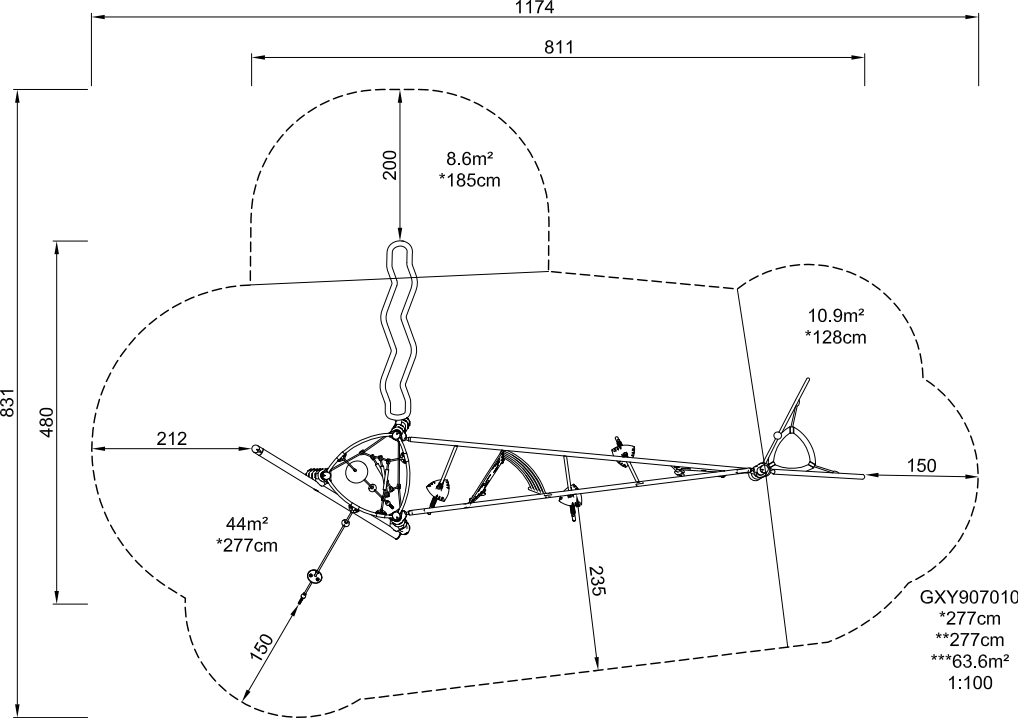 1174
811
200
8.6m²
*185cm
10.9m²
*128cm
831
480
212
150
44m²
*277cm
235
150
GXY907010
*277cm
**277cm
***63.6m²
1:100